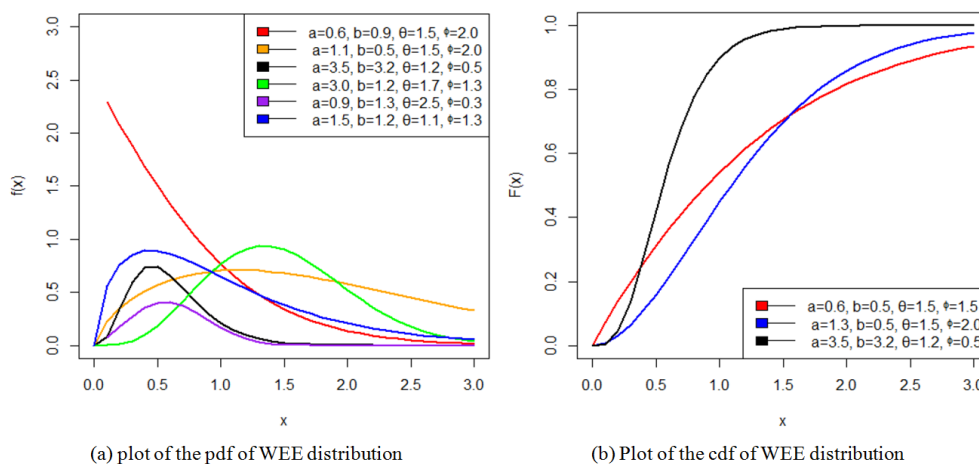 a=0.6, b=0.9, θ=1.5, ϕ=2.0
a=1.1, b=0.5, θ=1.5, ϕ=2.0
a=3.5, b=3.2, θ=1.2, ϕ=0.5
a=3.0, b=1.2, θ=1.7, ϕ=1.3
a=0.9, b=1.3, θ=2.5, ϕ=0.3
a=1.5, b=1.2, θ=1.1, ϕ=1.3
f(x)
3.0
2.5
2.0
1.5
1.0
0.5
0.0
0.0 0.5 1.0 1.5 2.0 2.5 3.0
x
(a) plot of the pdf of WEE distribution
F(x)
1.0
0.8
0.6
0.4
0.2
0.0
a=0.6, b=0.5, θ=1.5, ϕ=1.5
a=1.3, b=0.5, θ=1.5, ϕ=2.0
a=3.5, b=3.2, θ=1.2, ϕ=0.5
0.0 0.5 1.0 1.5 2.0 2.5 3.0
x
(b) Plot of the cdf of WEE distribution